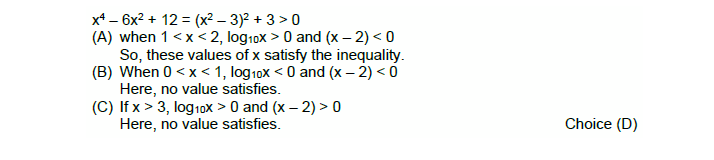 x⁴ – 6x² + 12 = (x² – 3)² + 3 > 0
(A) when 1 < x < 2, log₁₀x > 0 and (x – 2) < 0
So, these values of x satisfy the inequality.
(B) When 0 < x < 1, log₁₀x < 0 and (x – 2) < 0
Here, no value satisfies.
(C) If x > 3, log₁₀x > 0 and (x – 2) > 0
Here, no value satisfies. Choice (D)